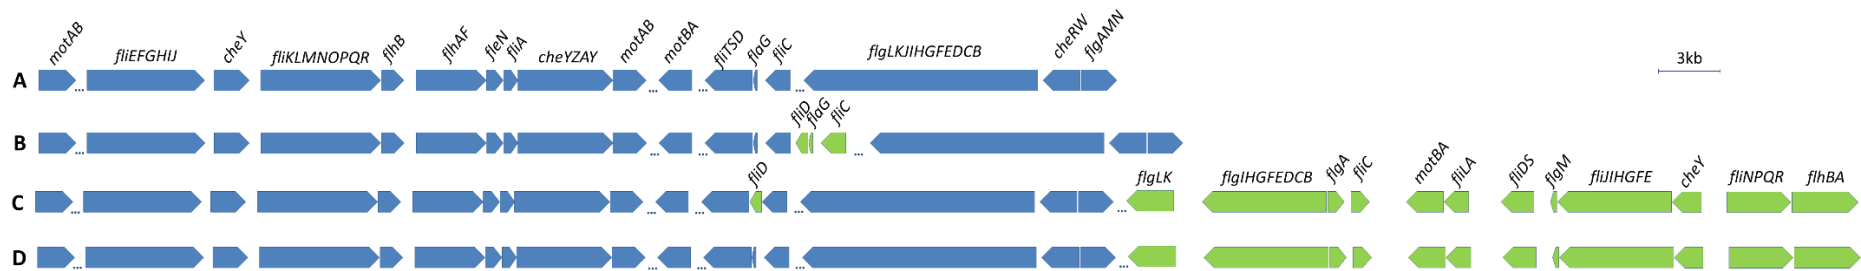 motAB fliEFGHIJ cheY fliKLMNOPQR flhB flhAF fleN fliA cheYZAY motAB motBA fliTSD flaG fliC flgLKJIHGFEDCB cheRW flgAMN
3kb
A ... ... ... ...
fliD flaG fliC
B ... ... ... ...
fliD flgLK flgIHGFEDCB flgA fliC motBA fliLA fliDS flgM fliJIHGFE cheY fliNPQR flhBA
C ... ... ... ... ...
D ... ... ... ... ...